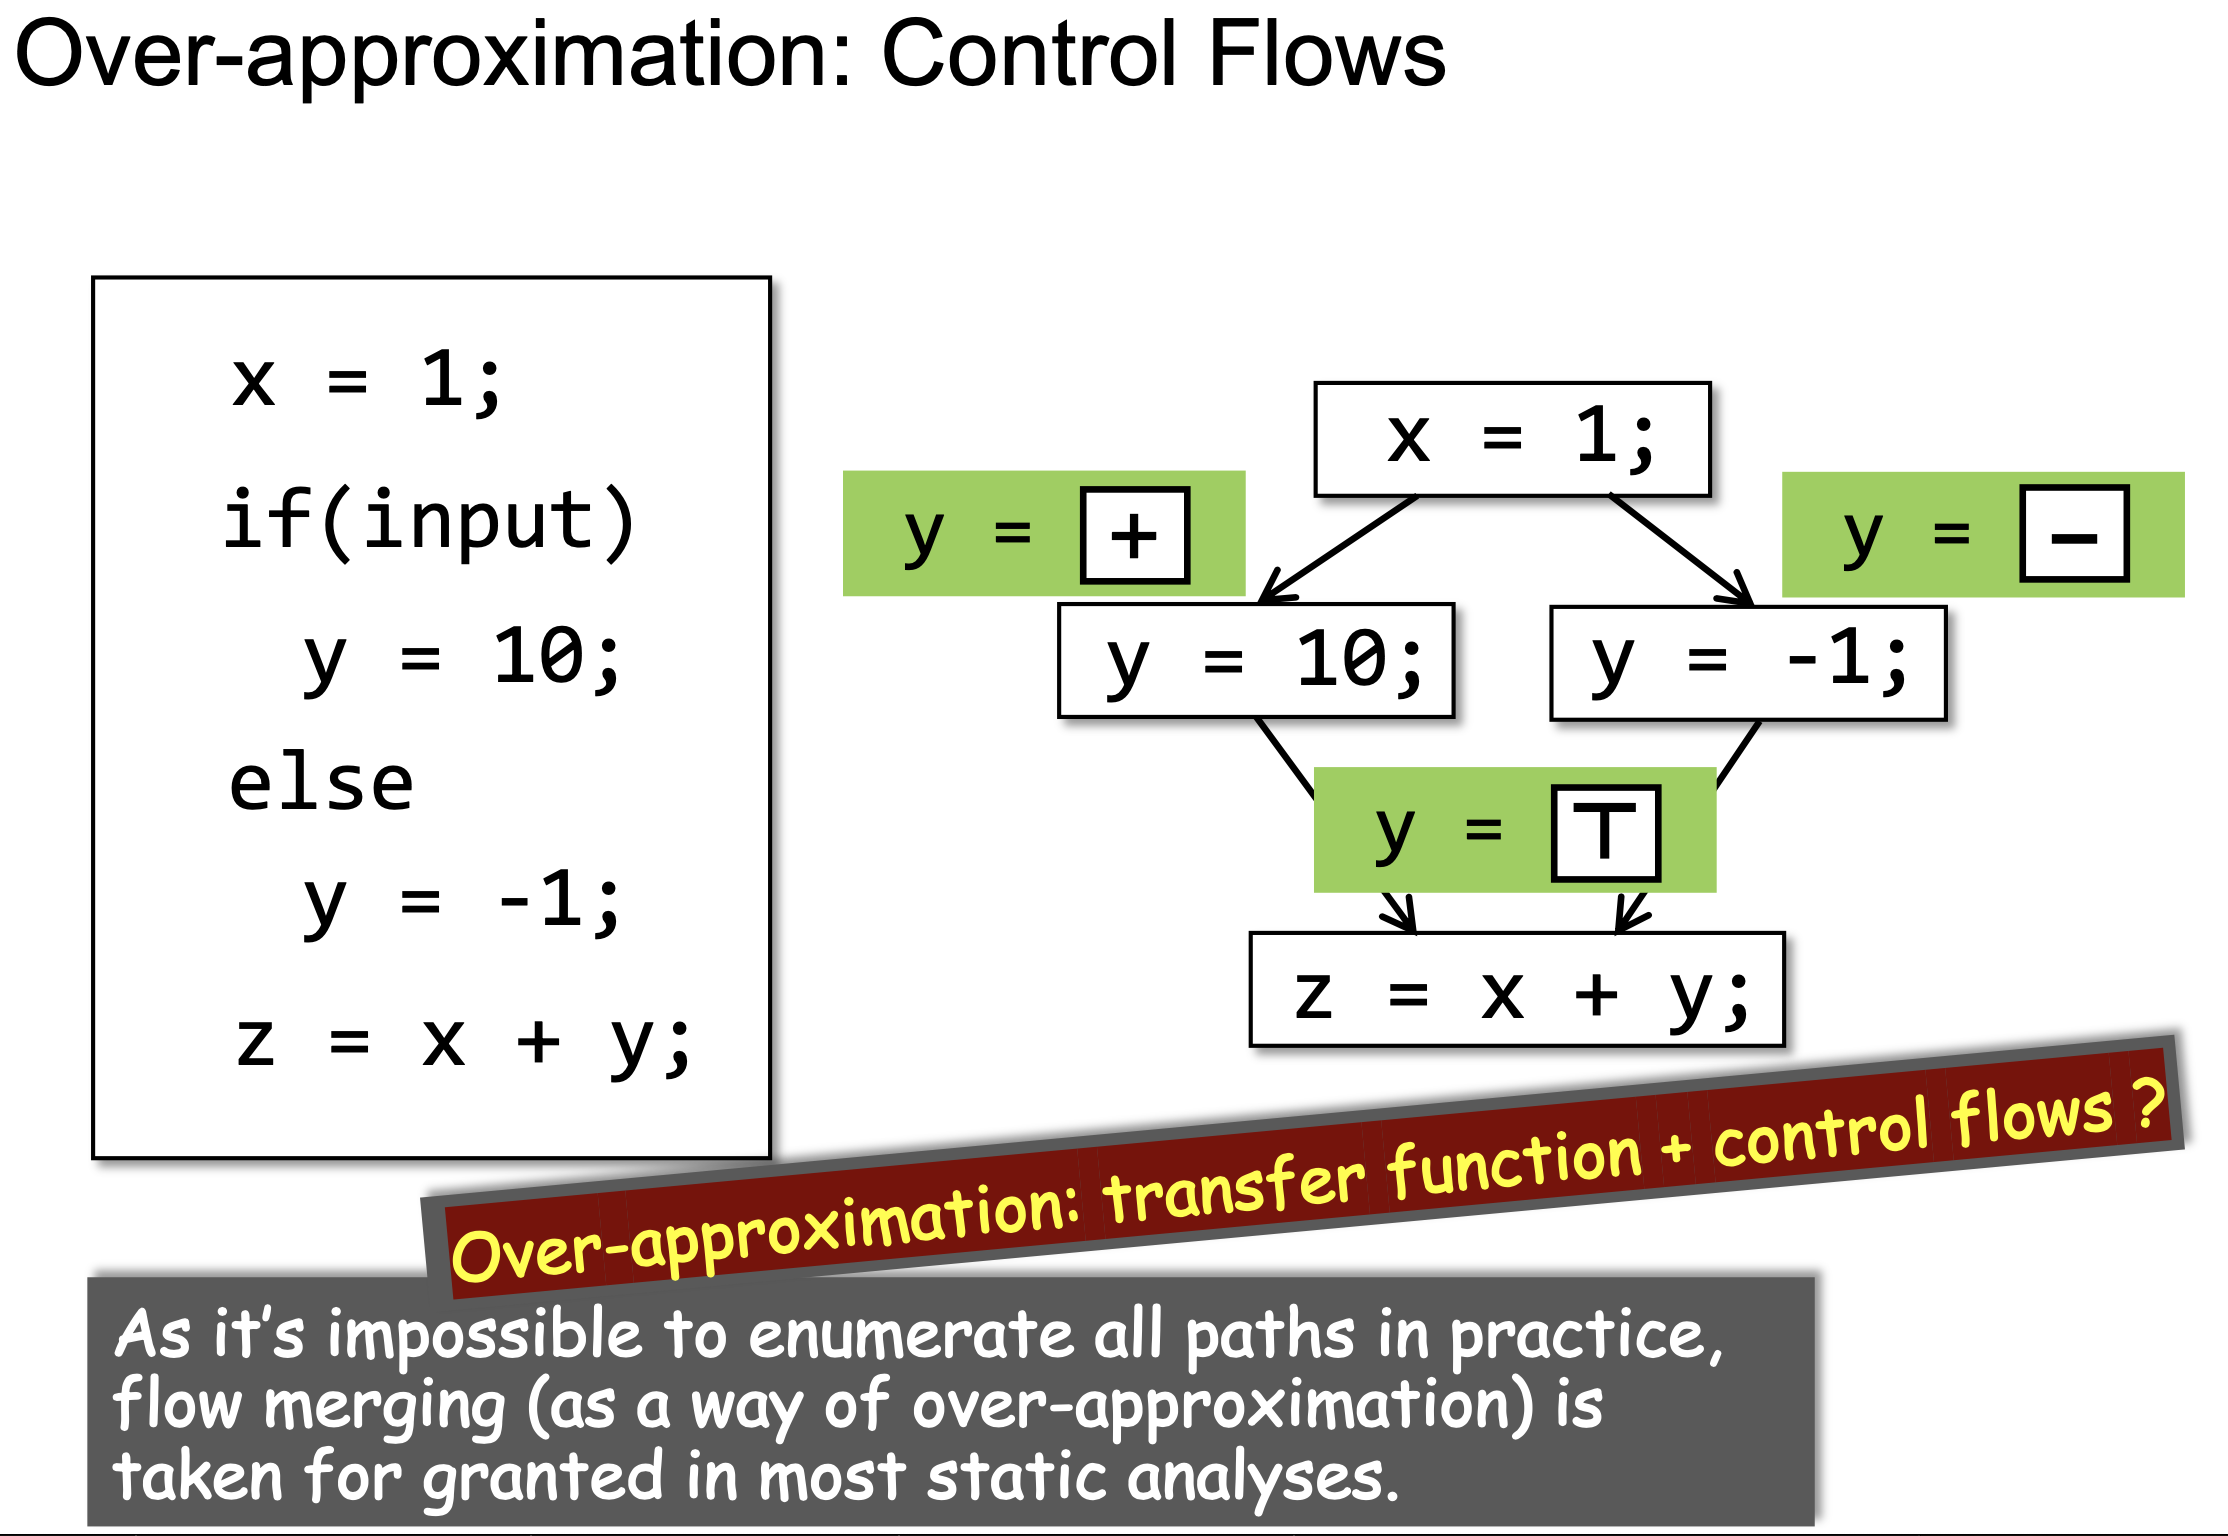 Over-approximation: Control Flows
x = 1;
if(input)
y = 10;
else
y = -1;
z = x + y;
x = 1;
y = +
y = −
y = 10;
y = -1;
y = ⊤
z = x + y;
Over-approximation: transfer function + control flows ?
As it's impossible to enumerate all paths in practice,
flow merging (as a way of over-approximation) is
taken for granted in most static analyses.